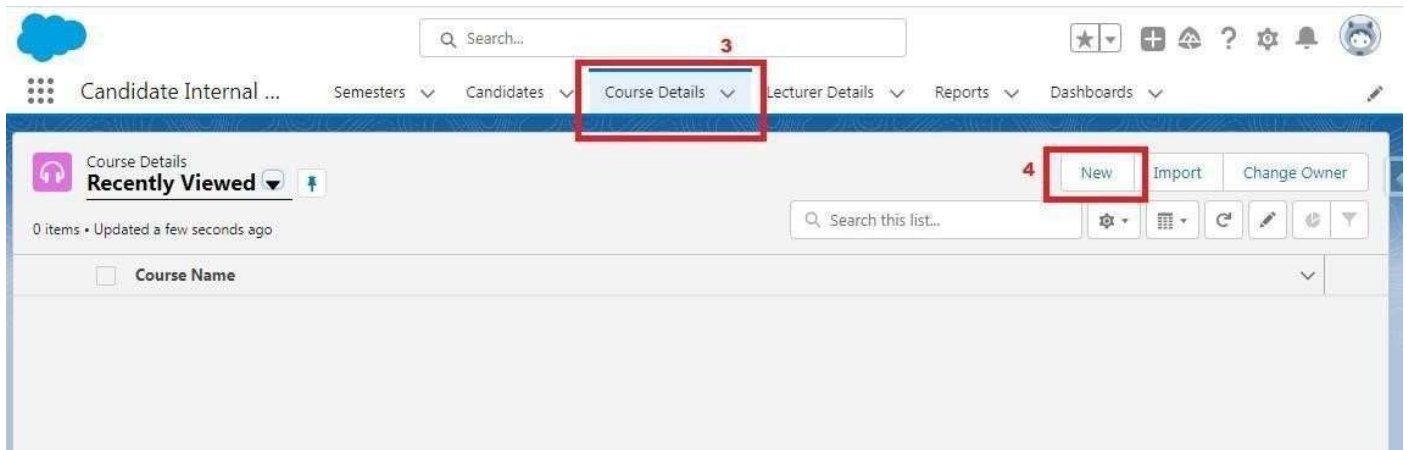 Search...
3
Candidate Internal ... Semesters Candidates Course Details Lecturer Details Reports Dashboards
Course Details
Recently Viewed
4 New Import Change Owner
0 items • Updated a few seconds ago
Search this list...
Course Name